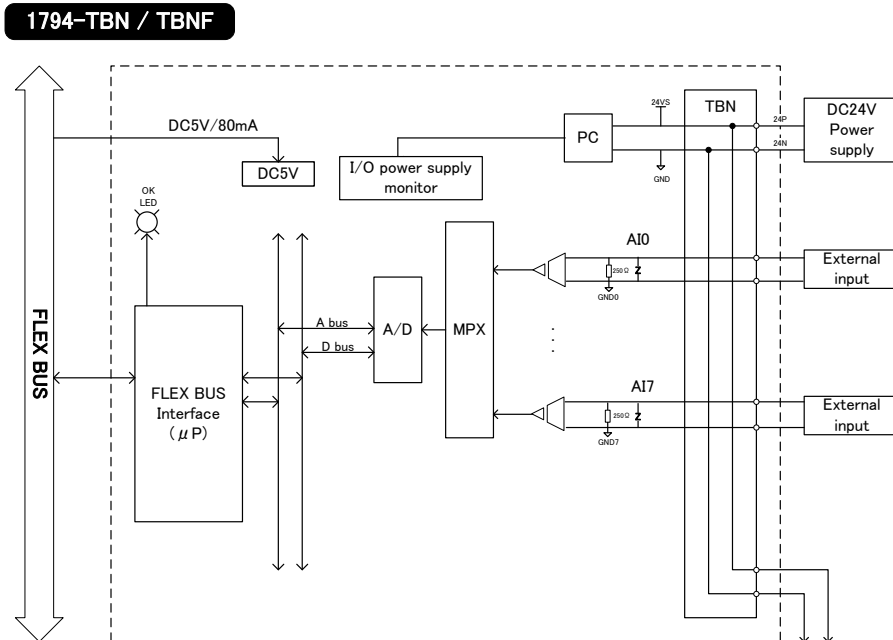 1794-TBN / TBNF
DC5V/80mA
DC5V
I/O power supply
monitor
PC
24VS
GND
TBN
24P
24N
DC24V
Power
supply
OK
LED
FLEX BUS
FLEX BUS
Interface
(μP)
A bus
D bus
A/D
MPX
AI0
250Ω
Z
GND0
External
input
AI7
250Ω
Z
GND7
External
input